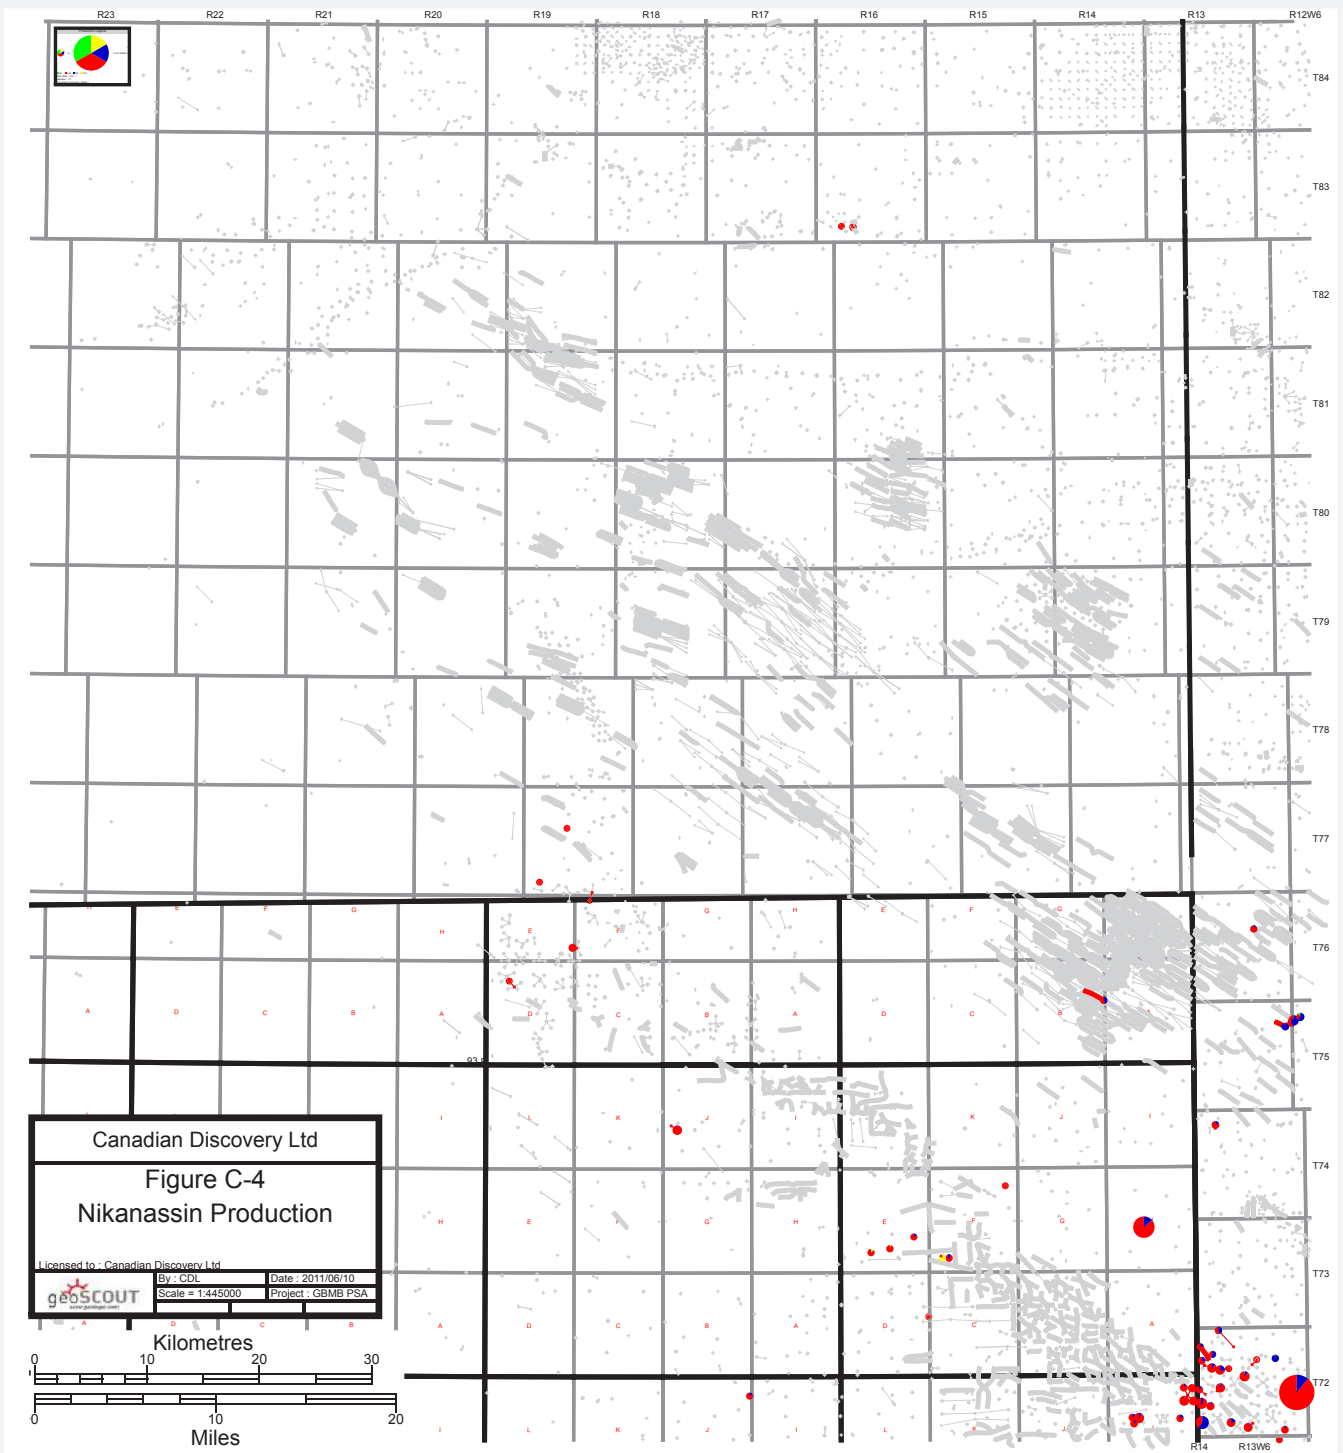 R23 R22 R21 R20 R19 R18 R17 R16 R15 R14 R13 R12W6
T84
T83
T82
T81
T80
T79
T78
T77
E F G H E F G H E F G
T76
A D C B A D C B A D C B
93
T75
I L K J I K J I
T74
H E F G H E F G
T73
A D C B A D C B A D C A
T72
I L K J I L K J
R14 R13W6
Canadian Discovery Ltd
Figure C-4
Nikanassin Production
Licensed to : Canadian Discovery Ltd
geoSCOUT
By : CDL Date : 2011/06/10
Scale = 1:445000 Project : GBMB PSA
Kilometres
0 10 20 30
0 10 20
Miles